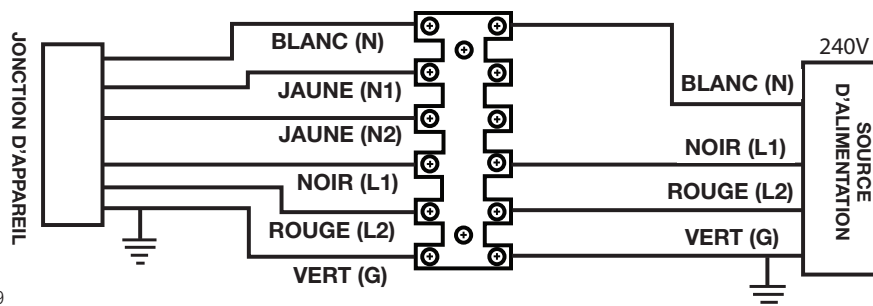 JONCTION D'APPAREIL
BLANC (N)
JAUNE (N1)
JAUNE (N2)
NOIR (L1)
ROUGE (L2)
VERT (G)
240V
BLANC (N)
NOIR (L1)
ROUGE (L2)
VERT (G)
SOURCE
D'ALIMENTATION
9